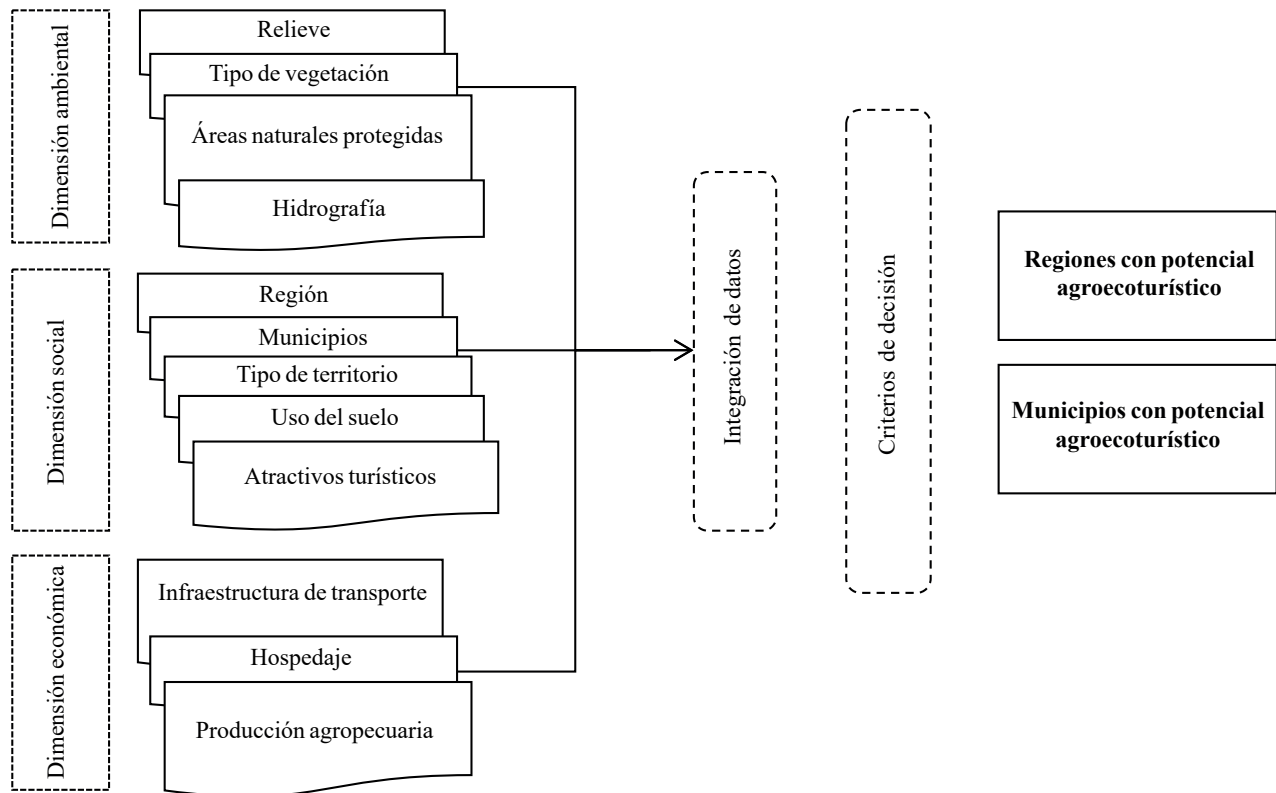 Dimensión ambiental
Relieve
Tipo de vegetación
Áreas naturales protegidas
Hidrografía
Dimensión social
Región
Municipios
Tipo de territorio
Uso del suelo
Atractivos turísticos
Dimensión económica
Infraestructura de transporte
Hospedaje
Producción agropecuaria
Integración de datos
Criterios de decisión
Regiones con potencial
agroecoturístico
Municipios con potencial
agroecoturístico